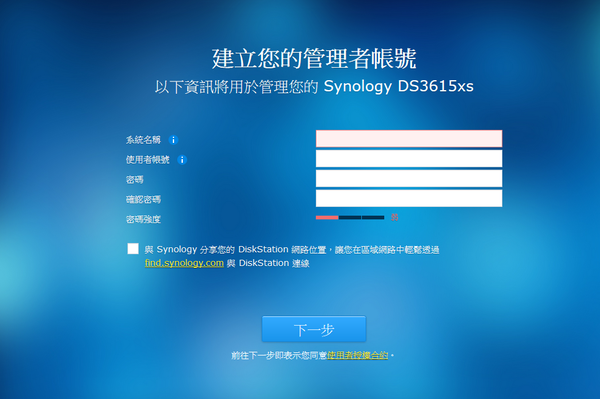 建立您的管理者帳號
以下資訊將用於管理您的 Synology DS3615xs
系統名稱
使用者帳號
密碼
確認密碼
密碼強度
與 Synology 分享您的 DiskStation 網路位置，讓您在區域網路中輕鬆透過
find.synology.com 與 DiskStation 連線
下一步
前往下一步即表示您同意使用者授權合約。